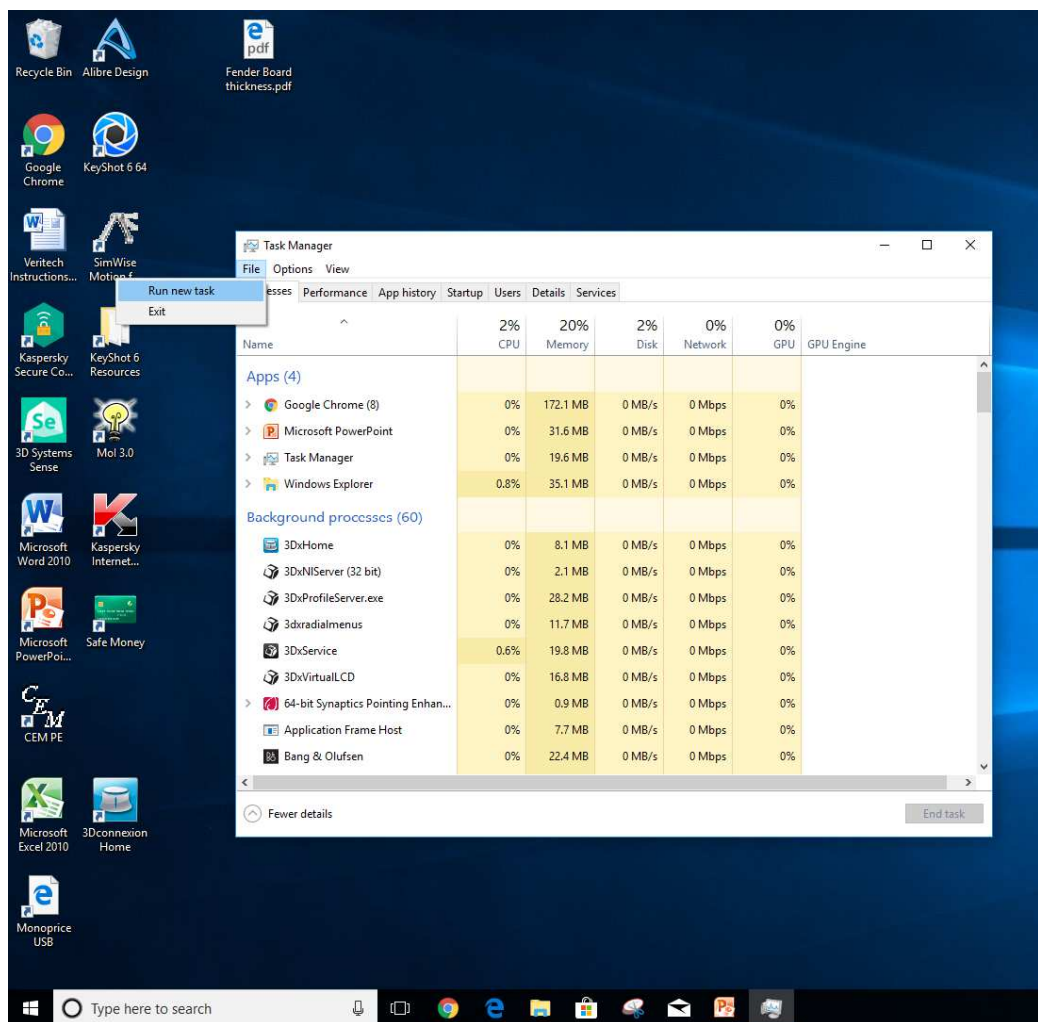 Recycle Bin
Alibre Design
pdf
Fender Board
thickness.pdf
Google
Chrome
KeyShot 6 64
Veritech
Instructions...
SimWise
Motion f...
Kaspersky
Secure Co...
KeyShot 6
Resources
Se
3D Systems
Sense
MoI 3.0
Microsoft
Word 2010
Kaspersky
Internet...
Microsoft
PowerPoi...
Safe Money
CEM
CEM PE
Microsoft
Excel 2010
3Dconnexion
Home
Monoprice
USB
Task Manager
File Options View
Run new task
Exit
esses Performance App history Startup Users Details Services
2% 20% 2% 0% 0%
Name CPU Memory Disk Network GPU GPU Engine
Apps (4)
Google Chrome (8) 0% 172.1 MB 0 MB/s 0 Mbps 0%
Microsoft PowerPoint 0% 31.6 MB 0 MB/s 0 Mbps 0%
Task Manager 0% 19.6 MB 0 MB/s 0 Mbps 0%
Windows Explorer 0.8% 35.1 MB 0 MB/s 0 Mbps 0%
Background processes (60)
3DxHome 0% 8.1 MB 0 MB/s 0 Mbps 0%
3DxNlServer (32 bit) 0% 2.1 MB 0 MB/s 0 Mbps 0%
3DxProfileServer.exe 0% 28.2 MB 0 MB/s 0 Mbps 0%
3dxradialmenus 0% 11.7 MB 0 MB/s 0 Mbps 0%
3DxService 0.6% 19.8 MB 0 MB/s 0 Mbps 0%
3DxVirtualLCD 0% 16.8 MB 0 MB/s 0 Mbps 0%
64-bit Synaptics Pointing Enhan... 0% 0.9 MB 0 MB/s 0 Mbps 0%
Application Frame Host 0% 7.7 MB 0 MB/s 0 Mbps 0%
Bang & Olufsen 0% 22.4 MB 0 MB/s 0 Mbps 0%
Fewer details
End task
Type here to search